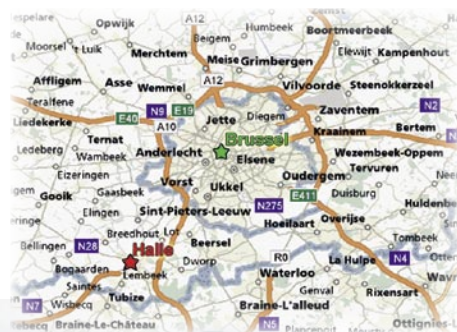 Opwijk
A12
Humbeek
Boortmeerbeek
Moorsel
't Luik
Beigem
Merchtem
Meise
Grimbergen
Elewijt
Kampenhout
Affligem
Asse
A12
Wemmel
Vilvoorde
Steenokkerzeel
Teralfene
N9
E19
N2
Liedekerke
E40
Jette
Diegem
Zaventem
A10
Ternat
Brussel
Kraainem
Bertem
Ledeberg
Wambeek
Anderlecht
Elsene
Wezembeek-Oppem
Eizeringen
Tervuren
Gooik
Gaasbeek
Vorst
Ukkel
Oudergem
Duisburg
Elingen
N275
E411
Huldenbe
Sint-Pieters-Leeuw
Overijse
Breedhout
Lot
Hoeilaart
Bellingen
N28
Halle
Beersel
Tombeek
R0
N4
Bogaarden
Lembeek
Dworp
La Hulpe
Saintes
Waterloo
Wavr
N7
Wisbecq
Tubize
Genval
Rixensart
Braine-L'alleud
Braine-Le-Château
N5
Plancenoit
Ottignies-L